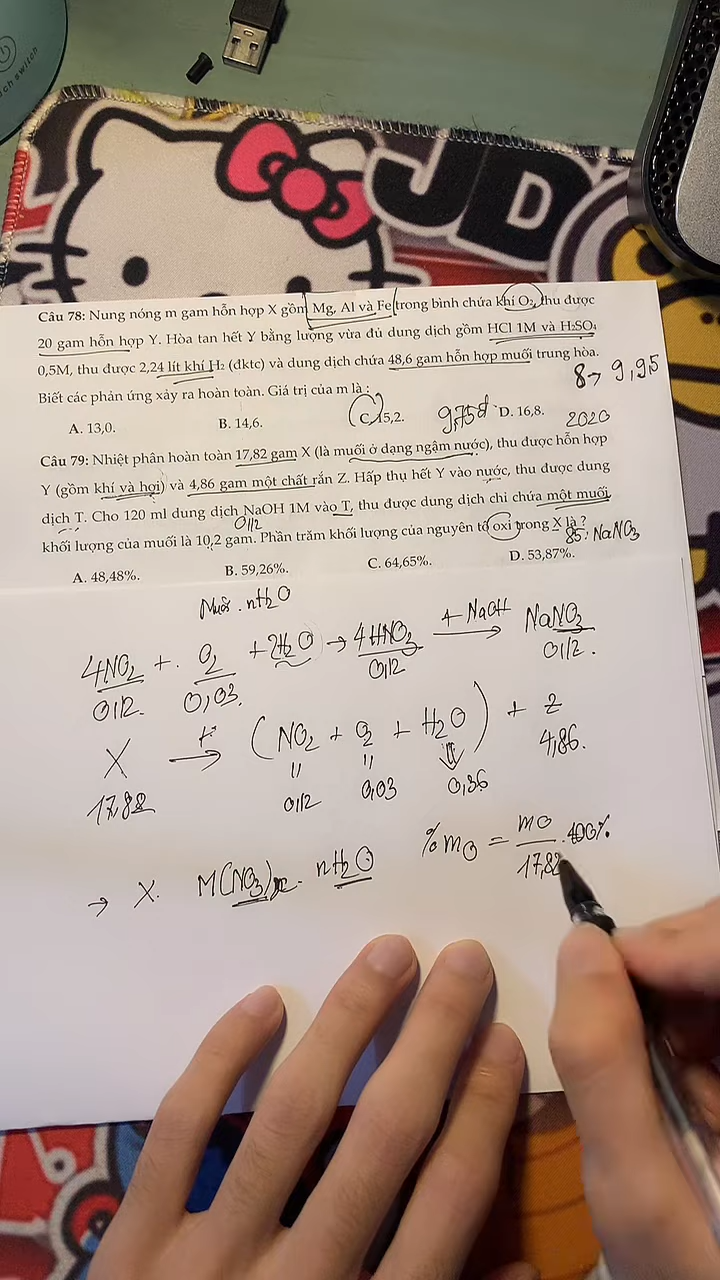 ach switch
JD
Câu 78: Nung nóng m gam hỗn hợp X gồm Mg, Al và Fe trong bình chứa khí O₂, thu được
20 gam hỗn hợp Y. Hòa tan hết Y bằng lượng vừa đủ dung dịch gồm HCl 1M và H₂SO₄
0,5M, thu được 2,24 lít khí H₂ (đktc) và dung dịch chứa 48,6 gam hỗn hợp muối trung hòa.
Biết các phản ứng xảy ra hoàn toàn. Giá trị của m là :
8 → 9,95
A. 13,0. B. 14,6. C. 15,2. 9,75đ D. 16,8. 2020
Câu 79: Nhiệt phân hoàn toàn 17,82 gam X (là muối ở dạng ngậm nước), thu được hỗn hợp
Y (gồm khí và hơi) và 4,86 gam một chất rắn Z. Hấp thụ hết Y vào nước, thu được dung
dịch T. Cho 120 ml dung dịch NaOH 1M vào T, thu được dung dịch chỉ chứa một muối,
0,12
khối lượng của muối là 10,2 gam. Phần trăm khối lượng của nguyên tố oxi trong X là ?
85: NaNO₃
A. 48,48%. B. 59,26%. C. 64,65%. D. 53,87%.
Muối . nH₂O
4NO₂ + O₂ + 2H₂O → 4HNO₃ + NaOH → NaNO₃
0,12 0,03 0,12 0,12
X t° → (NO₂ + O₂ + H₂O) + Z
17,82 0,12 0,03 0,36 4,86
→ X. M(NO₃)x . nH₂O %mO = mO / 17,82 . 100%